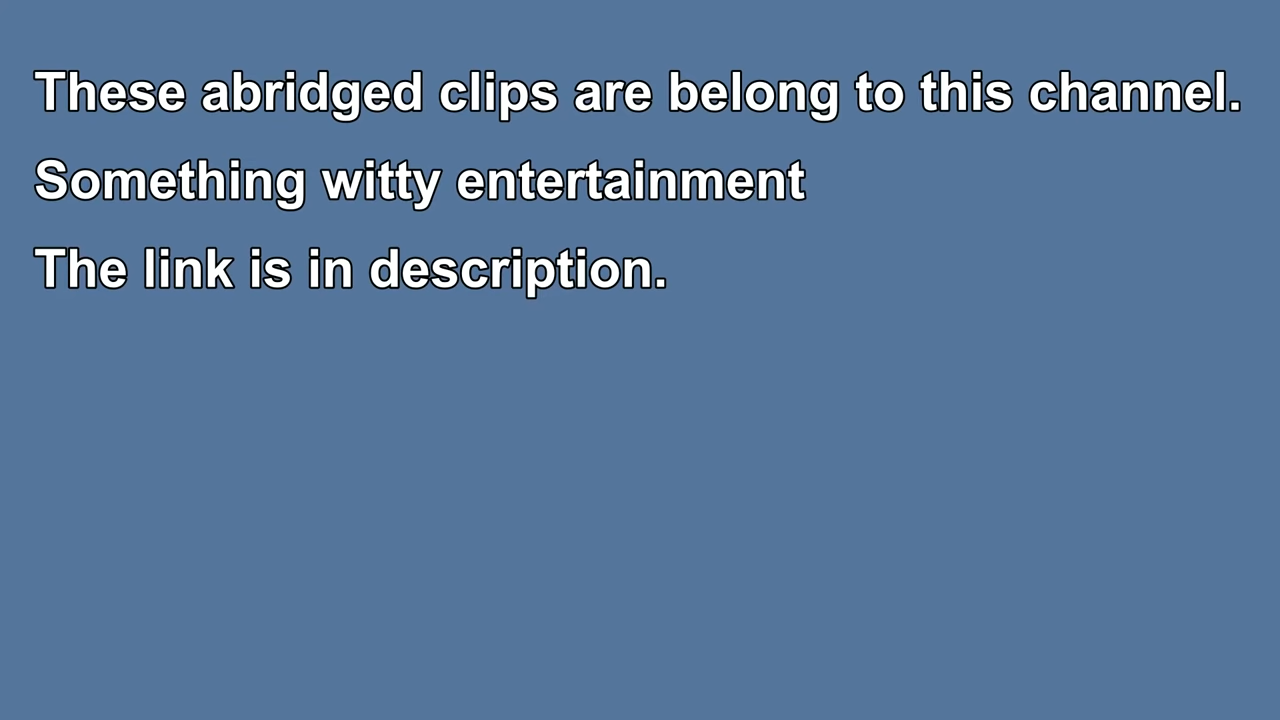 These abridged clips are belong to this channel.
Something witty entertainment
The link is in description.